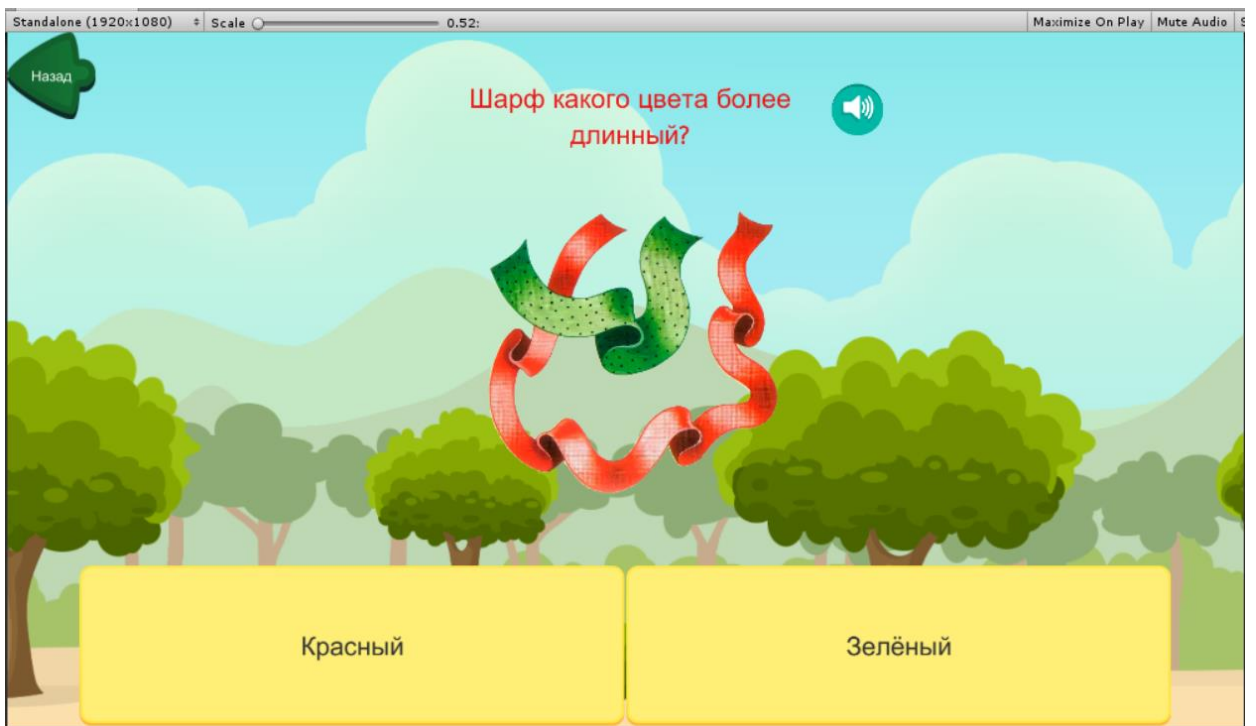 Standalone (1920x1080) Scale 0.52: Maximize On Play Mute Audio
Назад
Шарф какого цвета более
длинный?
Красный Зелёный